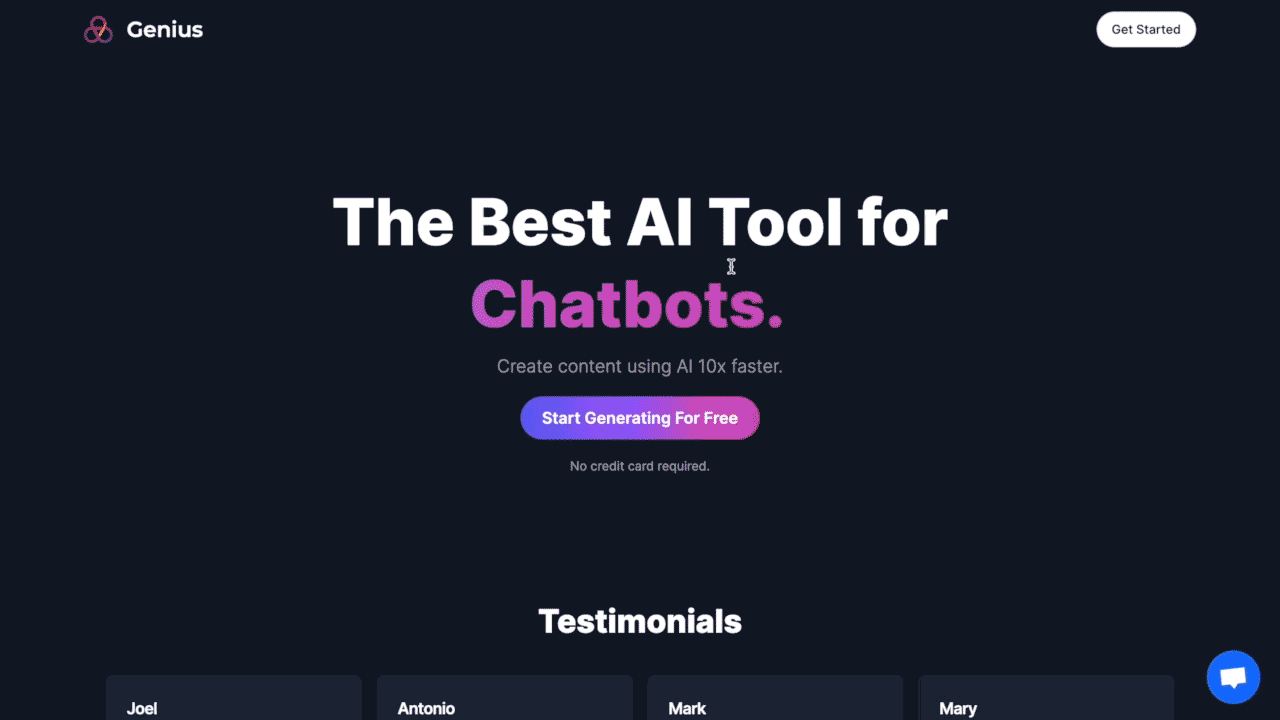 Genius
Get Started
The Best AI Tool for
Chatbots.
Create content using AI 10x faster.
Start Generating For Free
No credit card required.
Testimonials
Joel
Antonio
Mark
Mary